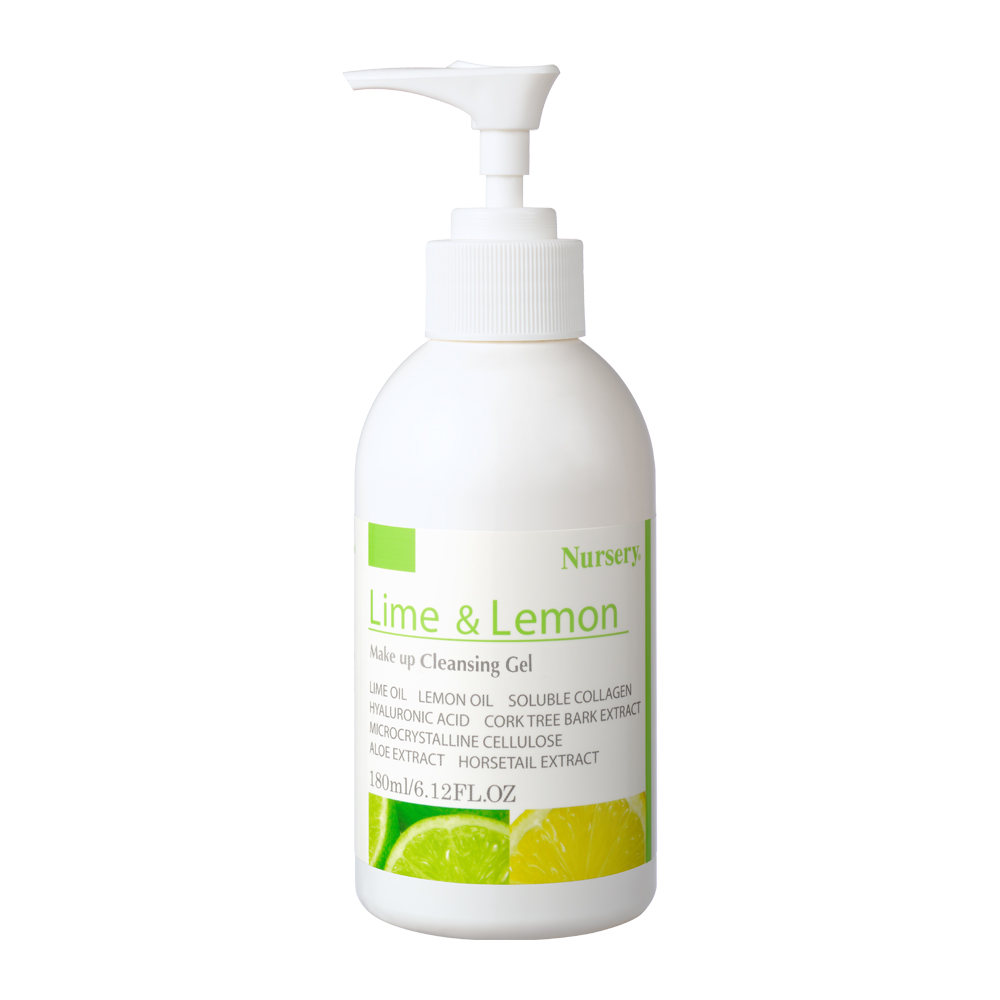 Nursery®
Lime & Lemon
Make up Cleansing Gel
LIME OIL LEMON OIL SOLUBLE COLLAGEN
HYALURONIC ACID CORK TREE BARK EXTRACT
MICROCRYSTALLINE CELLULOSE
ALOE EXTRACT HORSETAIL EXTRACT
180ml/6.12FL.OZ